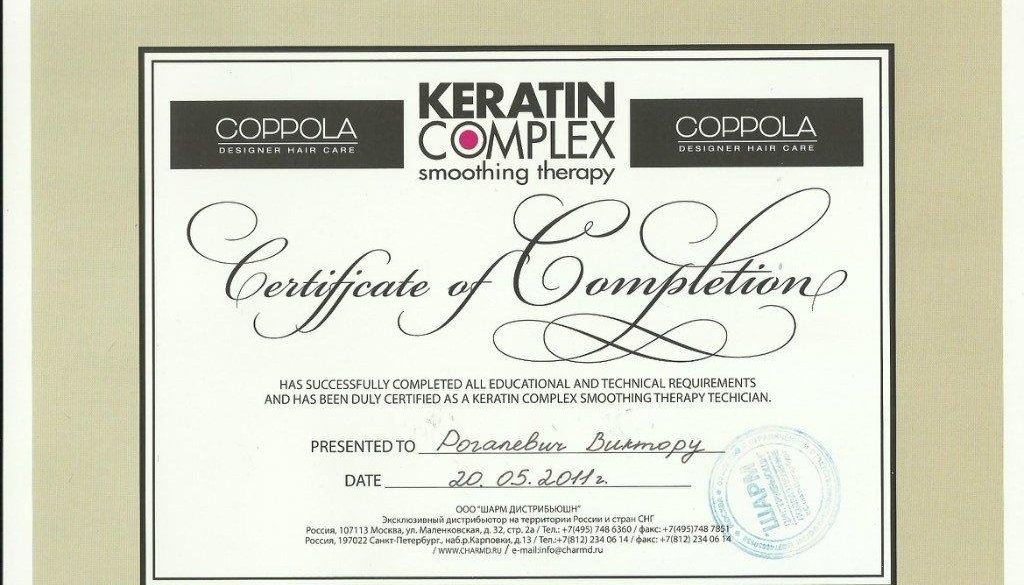 COPPOLA
DESIGNER HAIR CARE
KERATIN
COMPLEX
smoothing therapy
COPPOLA
DESIGNER HAIR CARE
Certificate of Completion
HAS SUCCESSFULLY COMPLETED ALL EDUCATIONAL AND TECHNICAL REQUIREMENTS
AND HAS BEEN DULY CERTIFIED AS A KERATIN COMPLEX SMOOTHING THERAPY TECHICIAN.
PRESENTED TO Рогалевич Виктору
DATE 20.05.2011г.
ООО "ШАРМ ДИСТРИБЬЮШН"
Эксклюзивный дистрибьютор на территории России и стран СНГ
Россия, 107113 Москва, ул. Маленковская, д. 32, стр. 2а / Тел.: +7(495) 748 6360 / факс: +7(495)748 7851
Россия, 197022 Санкт-Петербург, наб.р.Карповки, д.13 / Тел.:+7(812) 234 06 14 / факс: +7(812) 234 06 14
/ WWW.CHARMD.RU / e-mail:info@charmd.ru
"ШАРМ